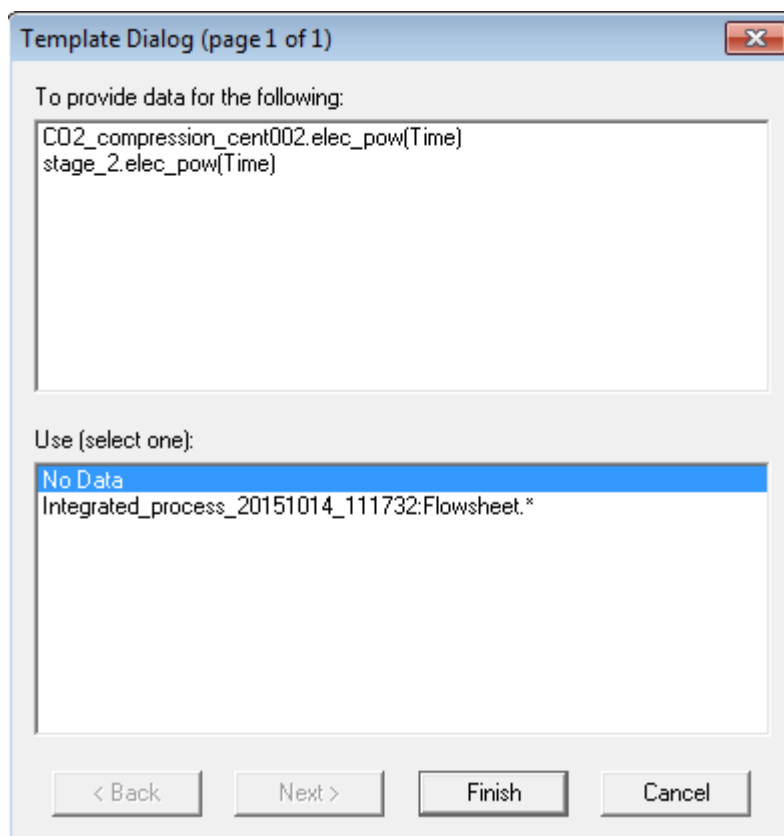 Template Dialog (page 1 of 1)
To provide data for the following:
CO2_compression_cent002.elec_pow(Time)
stage_2.elec_pow(Time)
Use (select one):
No Data
Integrated_process_20151014_111732:Flowsheet.*
< Back Next > Finish Cancel